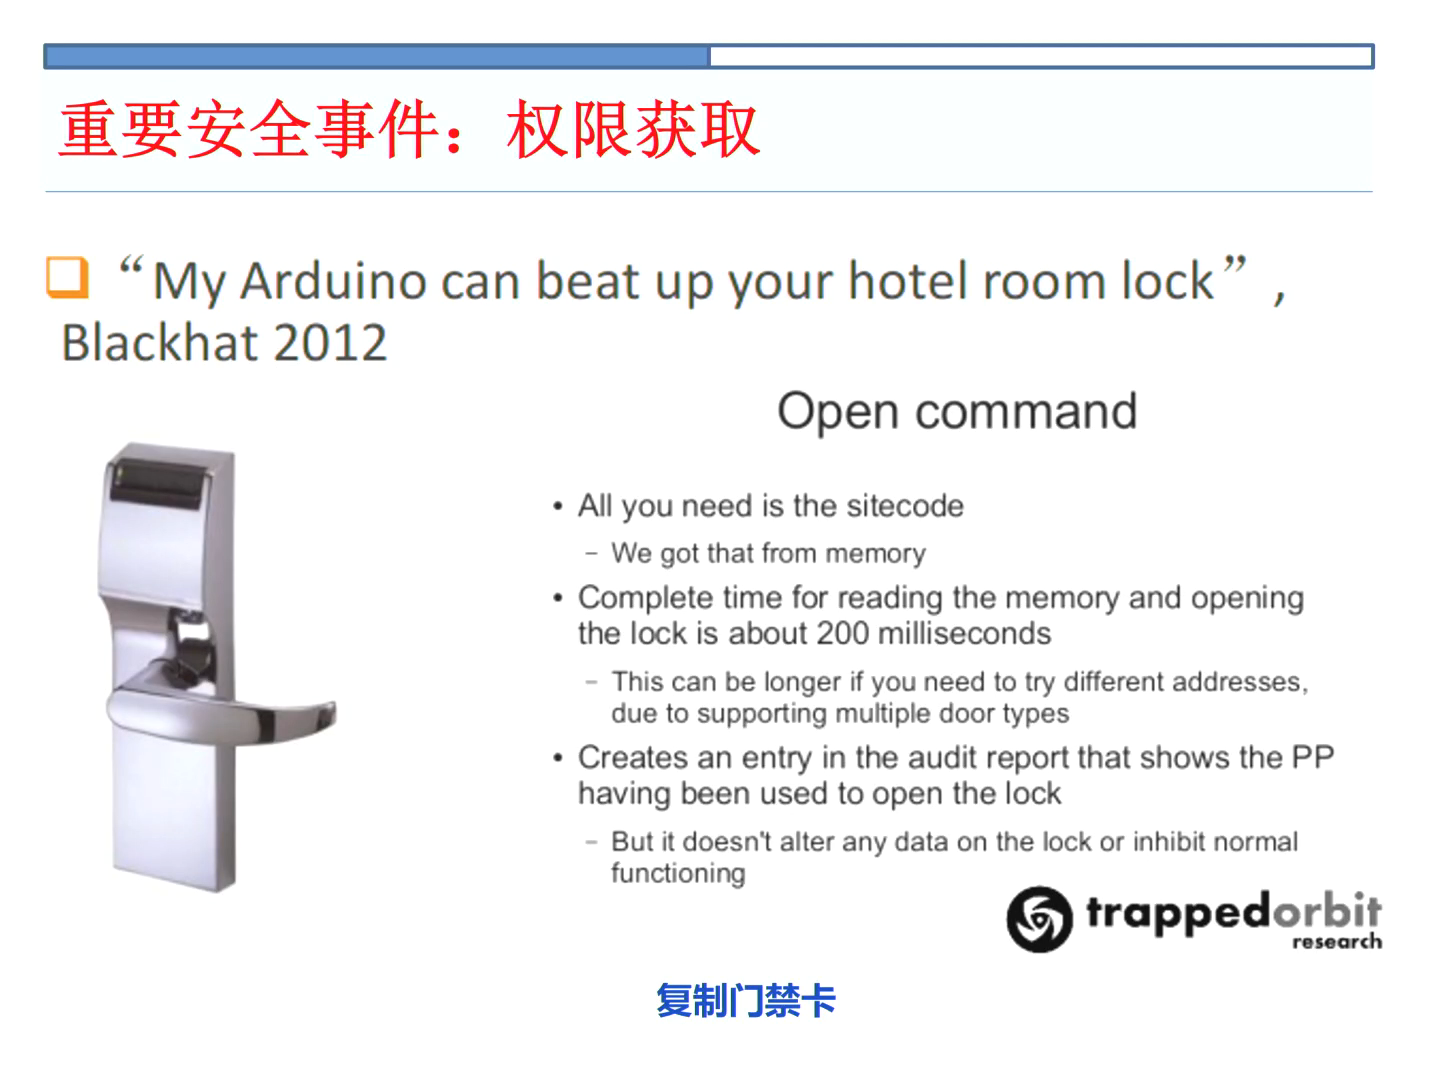 重要安全事件：权限获取
“My Arduino can beat up your hotel room lock”,
Blackhat 2012
Open command
• All you need is the sitecode
– We got that from memory
• Complete time for reading the memory and opening
the lock is about 200 milliseconds
– This can be longer if you need to try different addresses,
due to supporting multiple door types
• Creates an entry in the audit report that shows the PP
having been used to open the lock
– But it doesn't alter any data on the lock or inhibit normal
functioning
trappedorbit
research
复制门禁卡